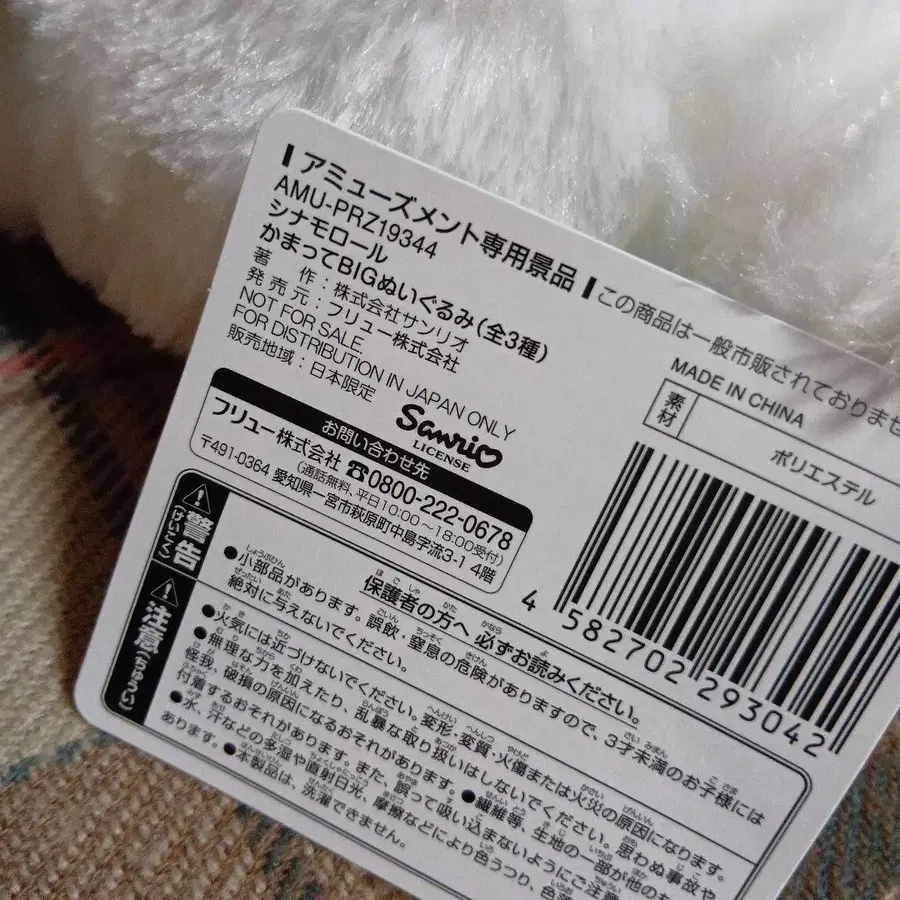 アミューズメント専用景品
この商品は一般市販されておりませ
AMU-PRZ19344
シナモロール
かまってBIGぬいぐるみ(全3種)
著 作:株式会社サンリオ
発 売 元:フリュー株式会社
NOT FOR SALE.
FOR DISTRIBUTION IN JAPAN ONLY
販売地域:日本限定
Sanrio
LICENSE
MADE IN CHINA
素材
ポリエステル
お問い合わせ先
フリュー株式会社 ☎0800-222-0678
(通話無料、平日10:00~18:00受付)
〒491-0364 愛知県一宮市萩原町中島字流3-1 4階
4 582702 293042
保護者の方へ 必ずお読みください。
警告
(けいこく)
●小部品があります。誤飲・窒息の危険がありますので、3才未満のお子様には
絶対に与えないでください。
注意
(ちゅうい)
●火気には近づけないでください。変形・変質・火傷または火災の原因になります。
●無理な力を加えたり、乱暴な取り扱いはしないでください。思わぬ事故や
怪我、破損の原因になるおそれがあります。●繊維等、生地の一部が他のも
付着するおそれがあります。また、誤って吸い込まないようにご注意
●水、汗などの多湿や直射日光、摩擦などにより色うつり、色落
あります。●本製品は、洗濯できません。